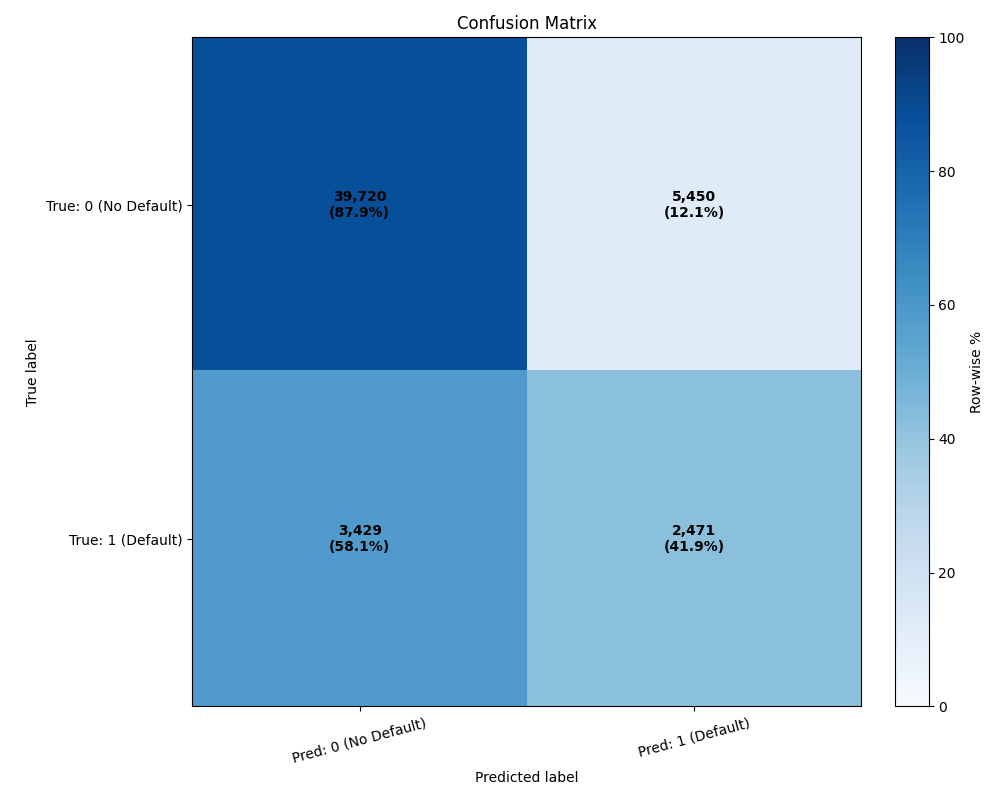 Confusion Matrix
True label
True: 0 (No Default)
39,720
(87.9%)
5,450
(12.1%)
True: 1 (Default)
3,429
(58.1%)
2,471
(41.9%)
Pred: 0 (No Default)
Pred: 1 (Default)
Predicted label
100
80
60
40
20
0
Row-wise %